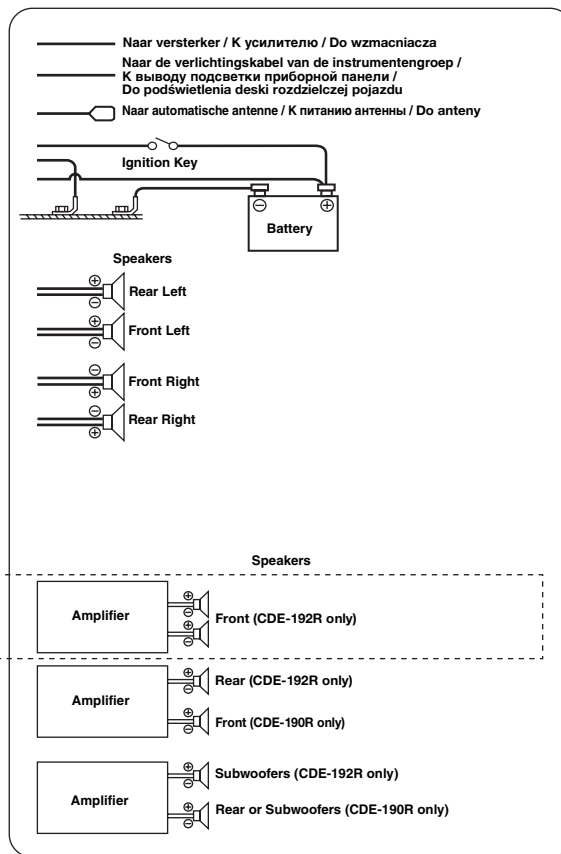 Naar versterker / К усилителю / Do wzmacniacza
Naar de verlichtingskabel van de instrumentengroep /
К выводу подсветки приборной панели /
Do podświetlenia deski rozdzielczej pojazdu
Naar automatische antenne / К питанию антенны / Do anteny
Ignition Key
⊖ ⊕
Battery
Speakers
⊕
Rear Left
⊖
⊕
Front Left
⊖
⊖
Front Right
⊕
⊖
Rear Right
⊕
Speakers
Amplifier
⊕
⊖
Front (CDE-192R only)
⊕
⊖
Amplifier
⊕
Rear (CDE-192R only)
⊖
⊕
Front (CDE-190R only)
⊖
Amplifier
⊕
Subwoofers (CDE-192R only)
⊖
⊕
Rear or Subwoofers (CDE-190R only)
⊖